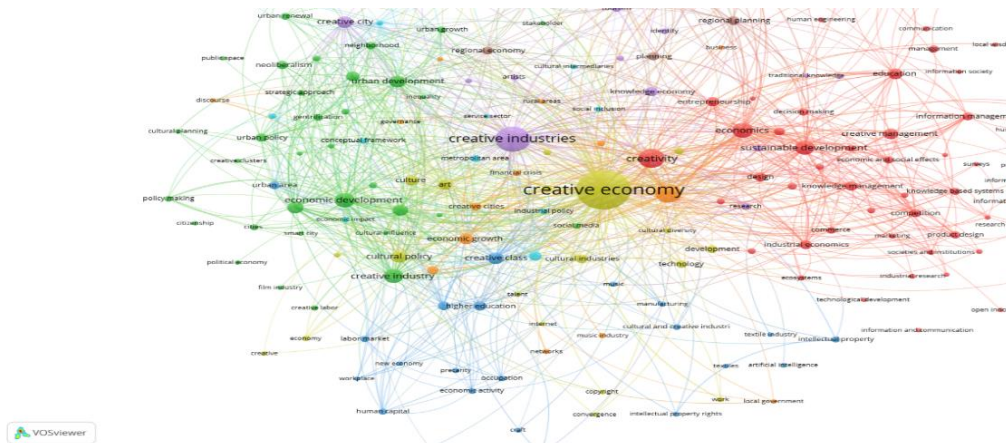 urban renewal
creative city
stakeholder
identify
regional planning
human engineering
urban growth
communication
public space
neighborhood
regional economy
planning
business
management
neoliberalism
cultural intermediaries
information society
urban development
artists
traditional knowledge
education
strategic approach
inequality
rural areas
knowledge economy
discourse
gentrification
governance
service sector
social inclusion
entrepreneurship
decision making
cultural planning
urban policy
conceptual framework
creative industries
economics
creative management
metropolitan area
creativity
sustainable development
creative clusters
financial crisis
economic and social effects
surveys
urban area
culture
art
creative economy
design
knowledge management
knowledge based systems
policy making
economic development
creative cities
research
citizenship
economic impact
industrial policy
competition
cities
smart city
cultural influence
social media
cultural diversity
commerce
marketing
product design
research
economic growth
industrial economics
societies and institutions
political economy
cultural policy
creative class
cultural industries
development
technology
creative industry
ecosystems
industrial research
film industry
talent
music
creative labor
higher education
manufacturing
technological development
internet
cultural and creative industri
textile industry
information and communication
economy
labor market
music industry
intellectual property
creative
networks
new economy
precarity
textiles
artificial intelligence
workplace
occupation
economic activity
copyright
work
local government
human capital
convergence
intellectual property rights
craft
VOSviewer